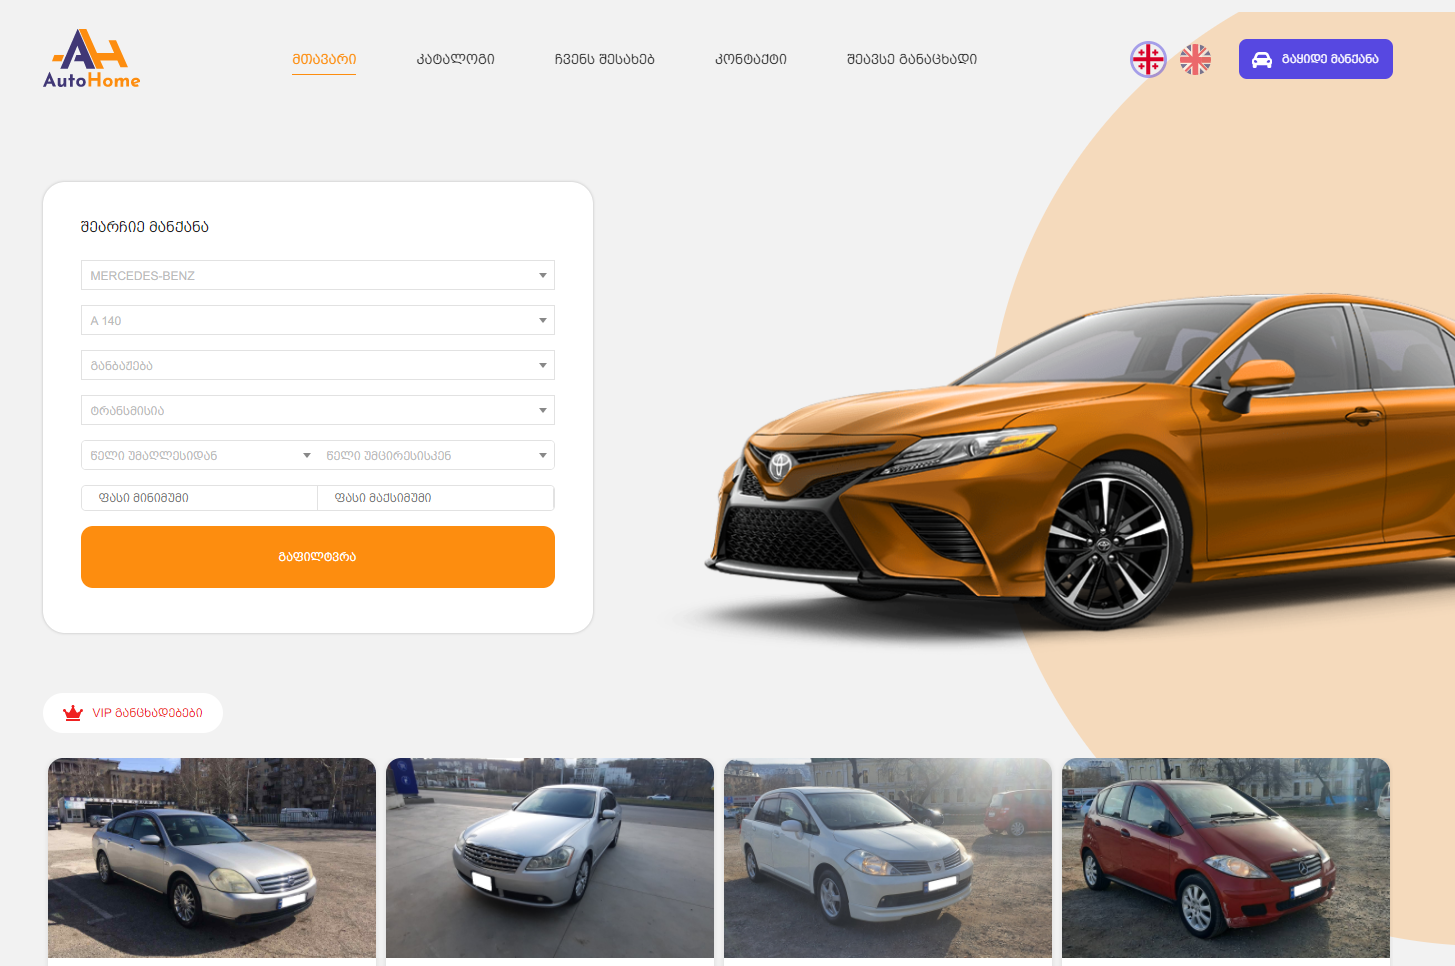 AutoHome
მთავარი
კატალოგი
ჩვენს შესახებ
კონტაქტი
შეავსე განაცხადი
გაყიდე მანქანა
შეარჩიე მანქანა
MERCEDES-BENZ
A 140
განბაჟება
ტრანსმისია
წელი უმაღლესიდან
წელი უმცირესისკენ
ფასი მინიმუმი
ფასი მაქსიმუმი
გაფილტვრა
VIP განცხადებები